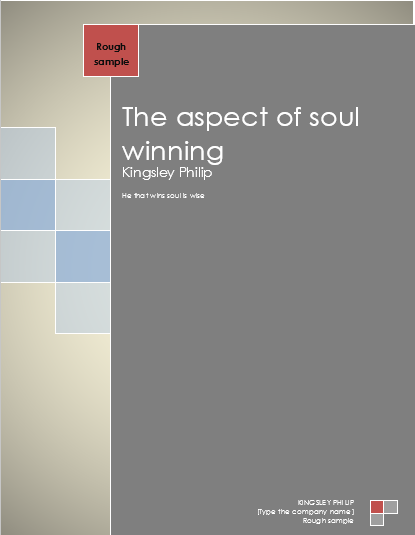 Rough
sample
The aspect of soul
winning
Kingsley Philip
He that wins soul is wise
KINGSLEY PHILIP
[Type the company name]
Rough sample